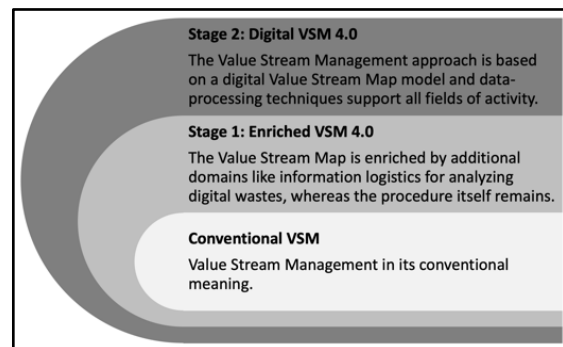 Stage 2: Digital VSM 4.0
The Value Stream Management approach is based
on a digital Value Stream Map model and data-
processing techniques support all fields of activity.
Stage 1: Enriched VSM 4.0
The Value Stream Map is enriched by additional
domains like information logistics for analyzing
digital wastes, whereas the procedure itself remains.
Conventional VSM
Value Stream Management in its conventional
meaning.